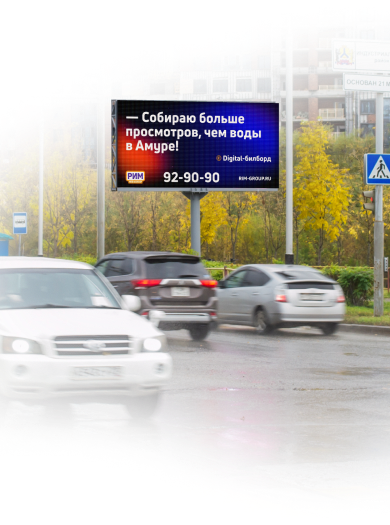 — Собираю больше
просмотров, чем воды
в Амуре!
© Digital-билборд
РИМ
92-90-90
RIM-GROUP.RU